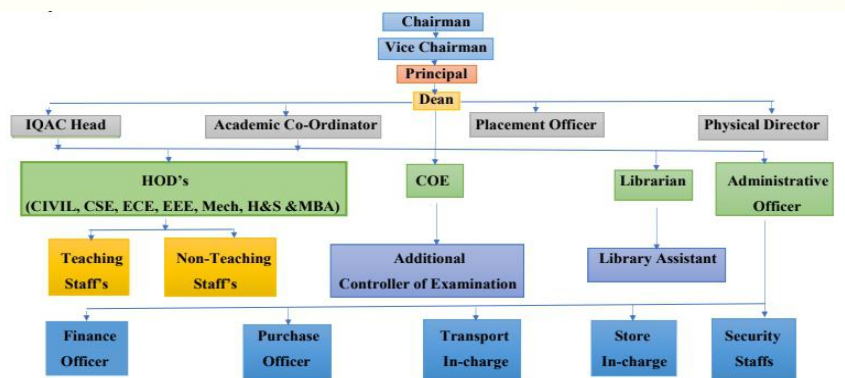 Chairman
Vice Chairman
Principal
Dean
IQAC Head
Academic Co-Ordinator
Placement Officer
Physical Director
HOD's
(CIVIL, CSE, ECE, EEE, Mech, H&S &MBA)
COE
Librarian
Administrative
Officer
Teaching
Staff's
Non-Teaching
Staff's
Additional
Controller of Examination
Library Assistant
Finance
Officer
Purchase
Officer
Transport
In-charge
Store
In-charge
Security
Staffs